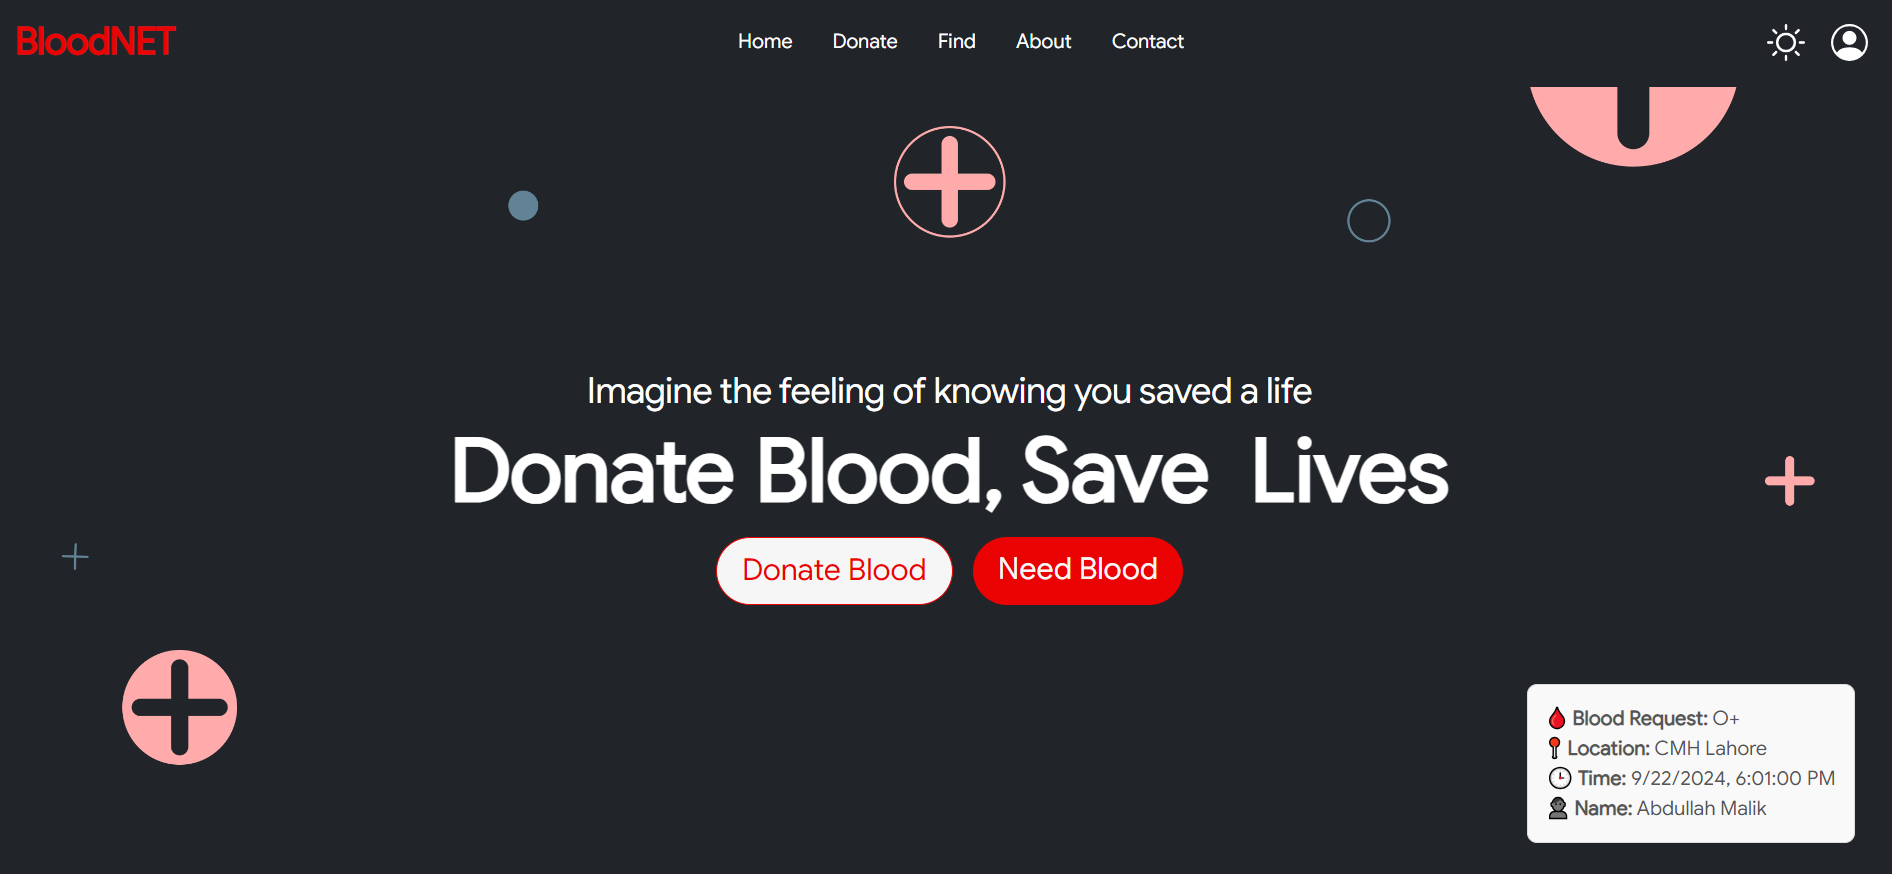 BloodNET
Home Donate Find About Contact
Imagine the feeling of knowing you saved a life
Donate Blood, Save Lives
Donate Blood Need Blood
Blood Request: O+
Location: CMH Lahore
Time: 9/22/2024, 6:01:00 PM
Name: Abdullah Malik